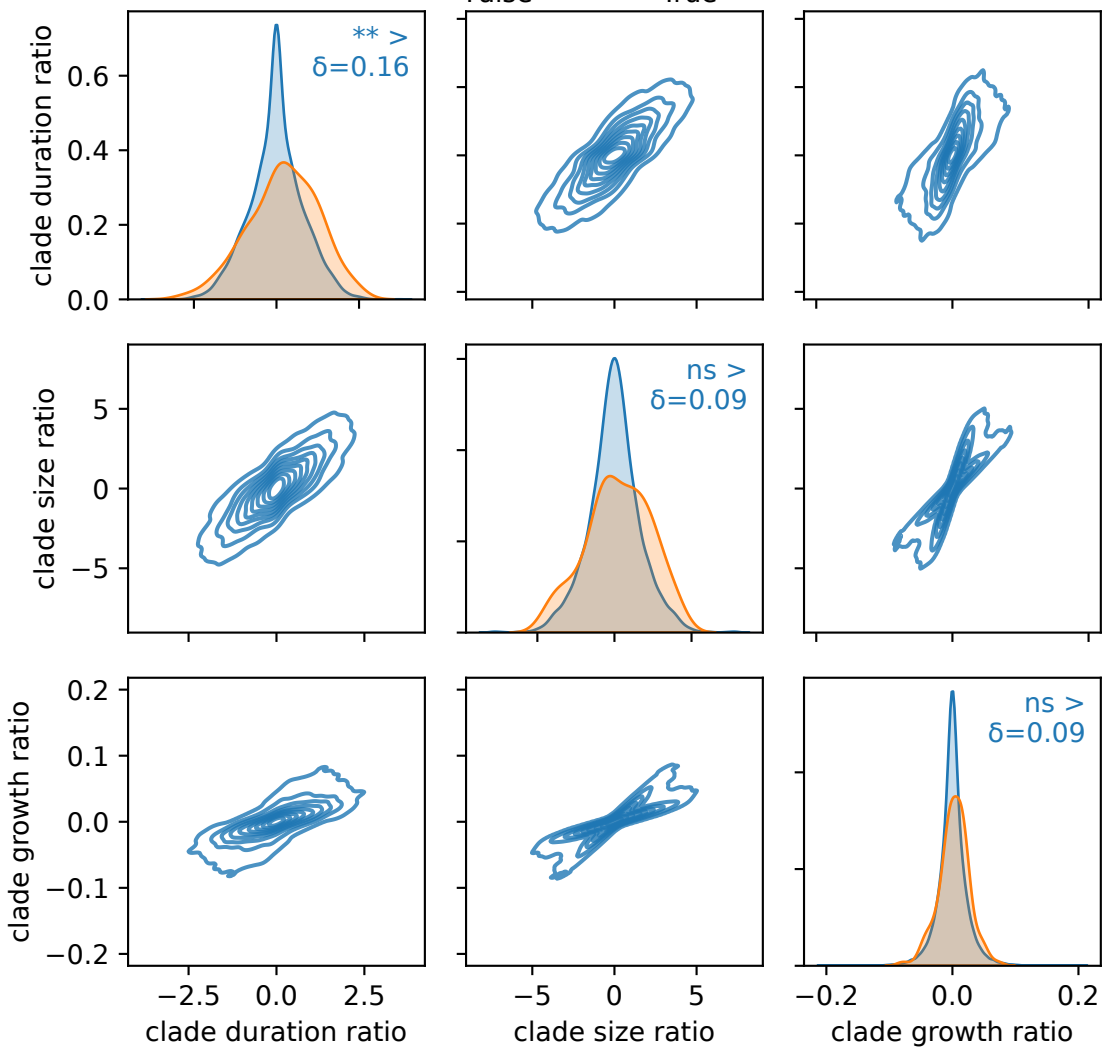 clade duration ratio
0.6
0.4
0.2
0.0
** >
δ=0.16
clade size ratio
5
0
−5
ns >
δ=0.09
clade growth ratio
0.2
0.1
0.0
−0.1
−0.2
ns >
δ=0.09
−2.5 0.0 2.5
−5 0 5
−0.2 0.0 0.2
clade duration ratio
clade size ratio
clade growth ratio